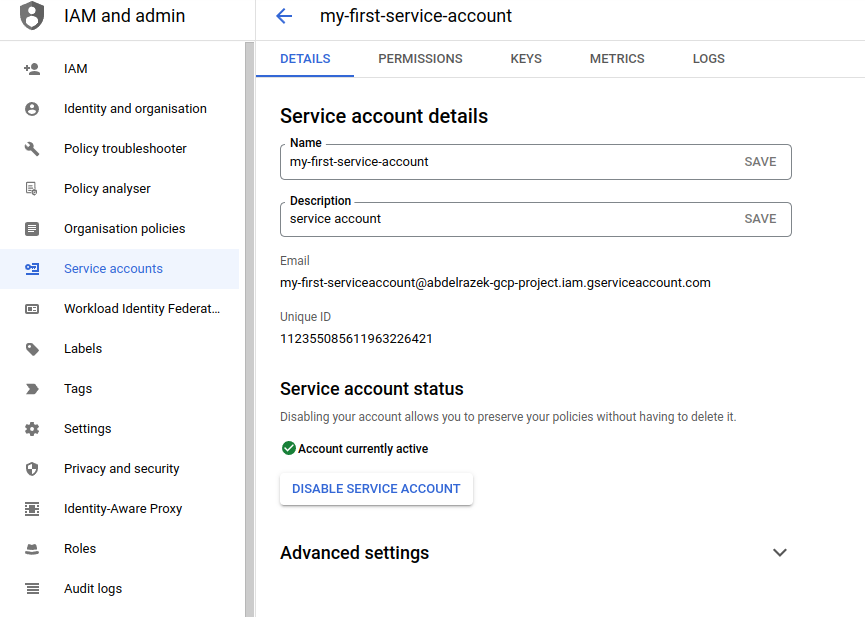 IAM and admin
my-first-service-account
IAM
Identity and organisation
Policy troubleshooter
Policy analyser
Organisation policies
Service accounts
Workload Identity Federat...
Labels
Tags
Settings
Privacy and security
Identity-Aware Proxy
Roles
Audit logs
DETAILS PERMISSIONS KEYS METRICS LOGS
Service account details
Name
my-first-service-account SAVE
Description
service account SAVE
Email
my-first-serviceaccount@abdelrazek-gcp-project.iam.gserviceaccount.com
Unique ID
112355085611963226421
Service account status
Disabling your account allows you to preserve your policies without having to delete it.
Account currently active
DISABLE SERVICE ACCOUNT
Advanced settings